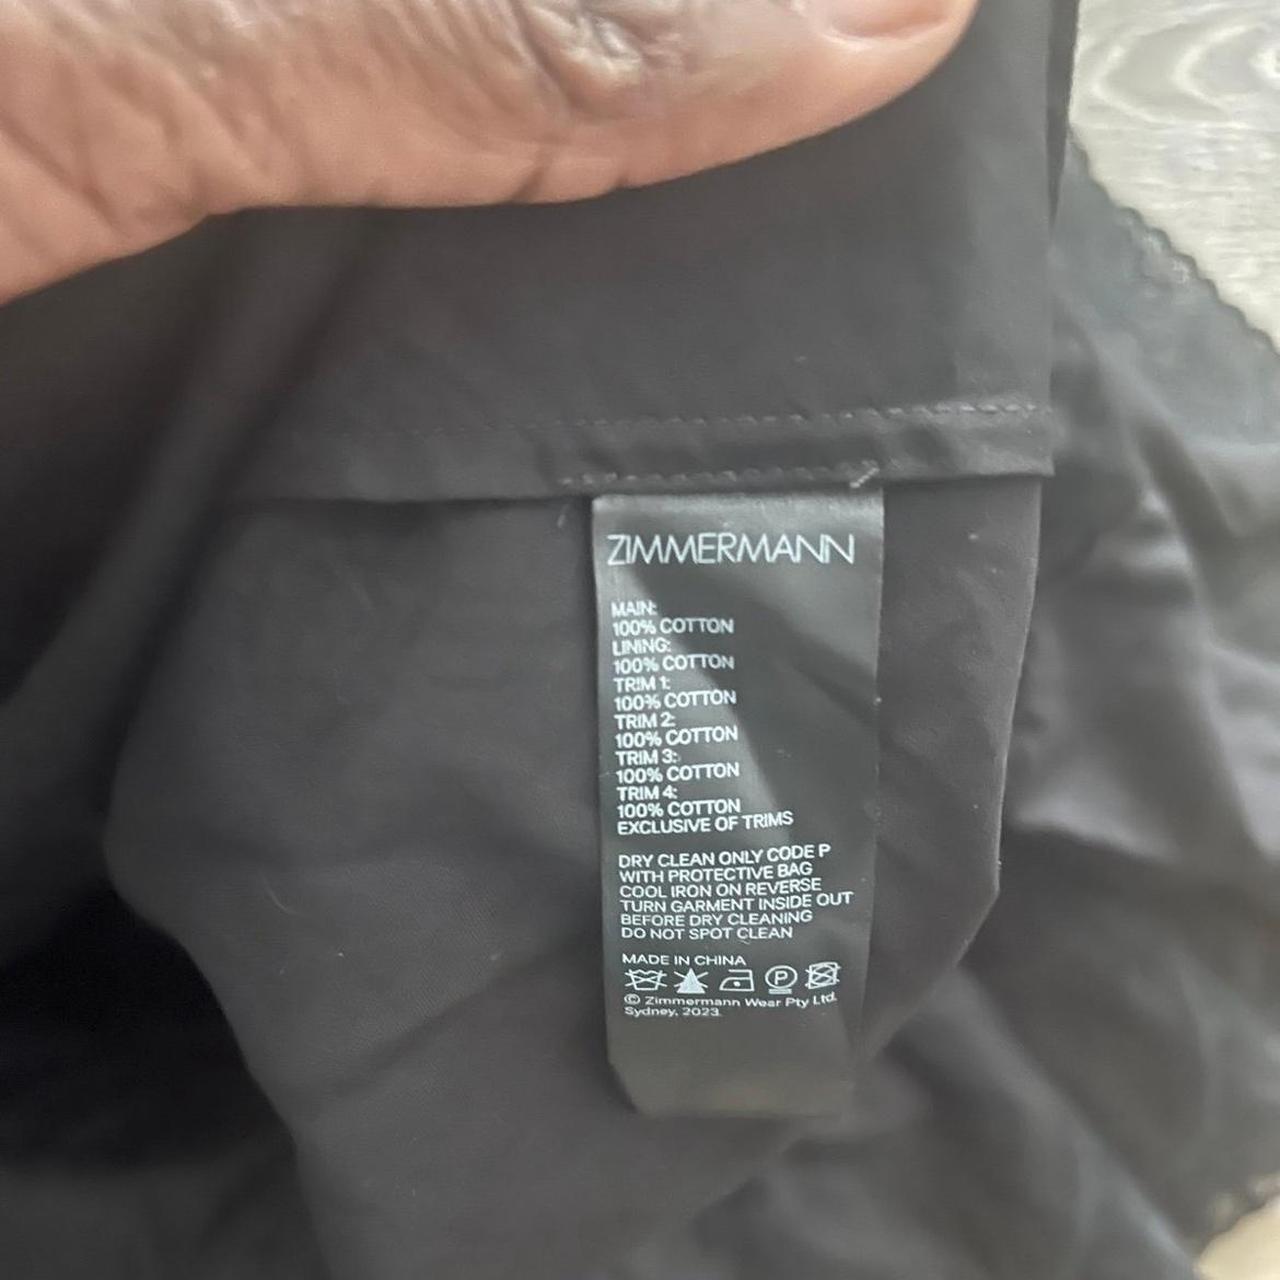 ZIMMERMANN
MAIN:
100% COTTON
LINING:
100% COTTON
TRIM 1:
100% COTTON
TRIM 2:
100% COTTON
TRIM 3:
100% COTTON
TRIM 4:
100% COTTON
EXCLUSIVE OF TRIMS
DRY CLEAN ONLY CODE P
WITH PROTECTIVE BAG
COOL IRON ON REVERSE
TURN GARMENT INSIDE OUT
BEFORE DRY CLEANING
DO NOT SPOT CLEAN
MADE IN CHINA
P
© Zimmermann Wear Pty Ltd.
Sydney, 2023.